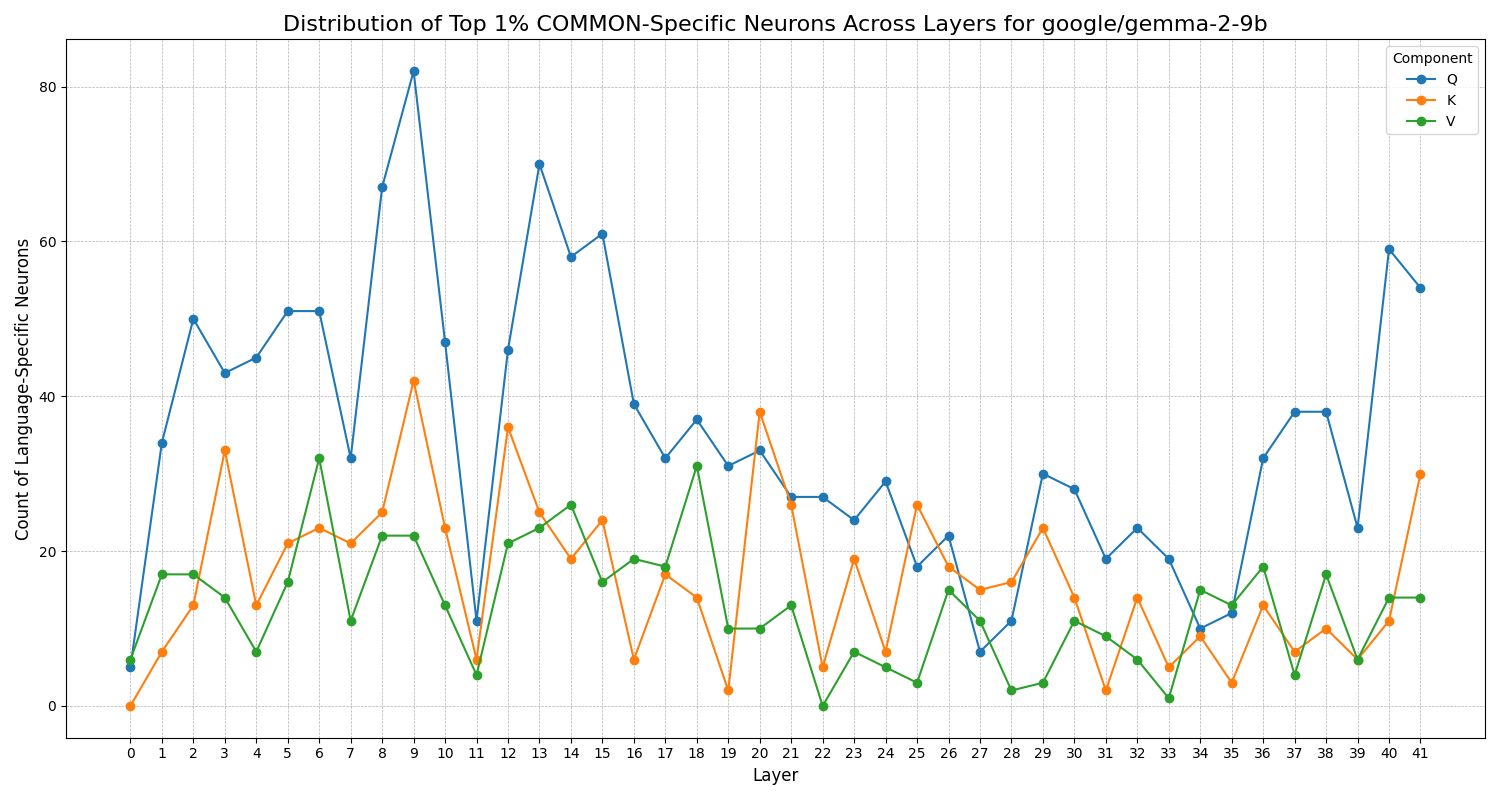 Distribution of Top 1% COMMON-Specific Neurons Across Layers for google/gemma-2-9b
Component
Q
K
V
Count of Language-Specific Neurons
80
60
40
20
0
0 1 2 3 4 5 6 7 8 9 10 11 12 13 14 15 16 17 18 19 20 21 22 23 24 25 26 27 28 29 30 31 32 33 34 35 36 37 38 39 40 41
Layer